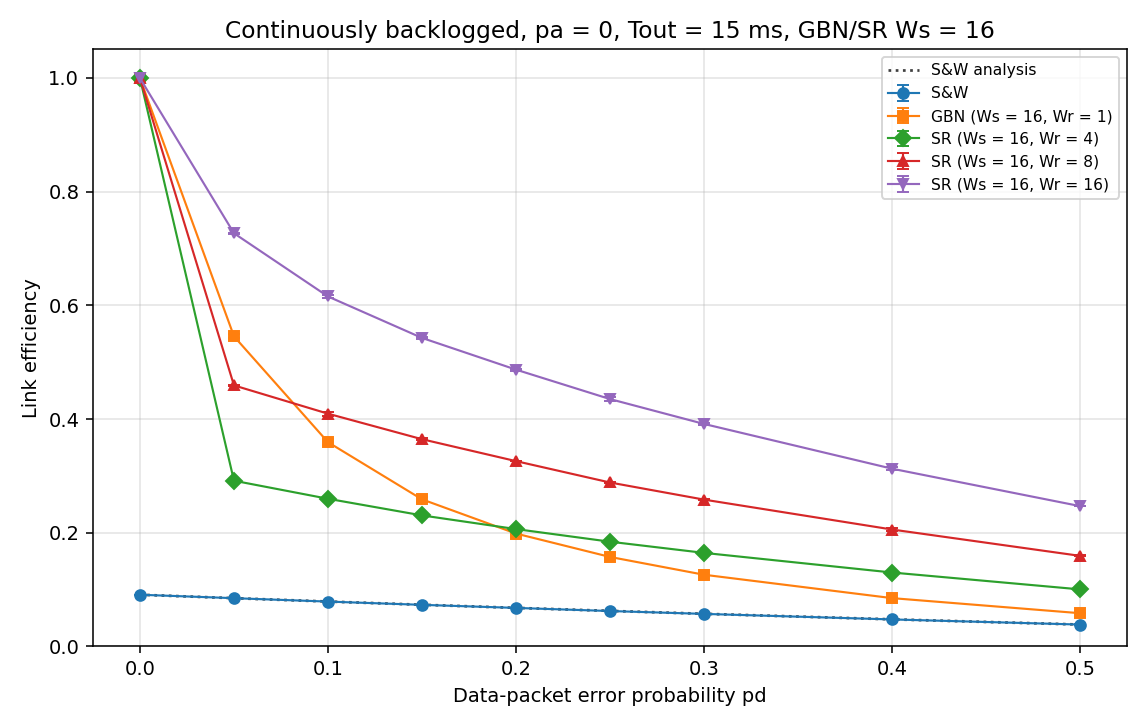 Continuously backlogged, pa = 0, Tout = 15 ms, GBN/SR Ws = 16
S&W analysis
S&W
GBN (Ws = 16, Wr = 1)
SR (Ws = 16, Wr = 4)
SR (Ws = 16, Wr = 8)
SR (Ws = 16, Wr = 16)
Link efficiency
1.0
0.8
0.6
0.4
0.2
0.0
0.0 0.1 0.2 0.3 0.4 0.5
Data-packet error probability pd